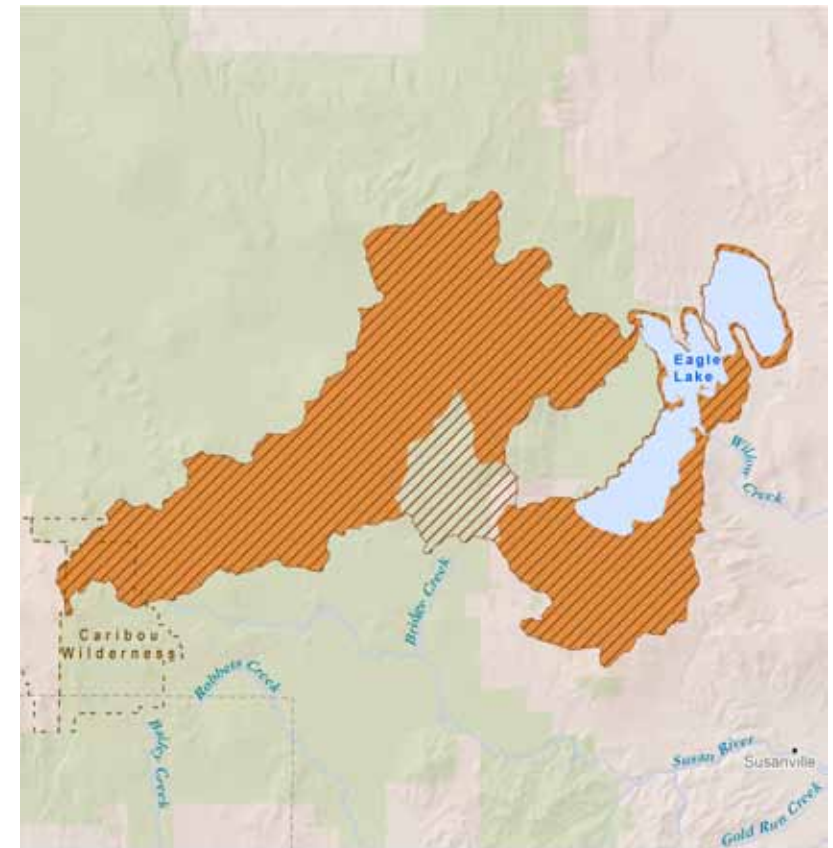 Eagle
Lake
Willow
Creek
Bridge Creek
Caribou
Wilderness
Robbers Creek
Bailey Creek
Susan River
Susanville
Gold Run Creek